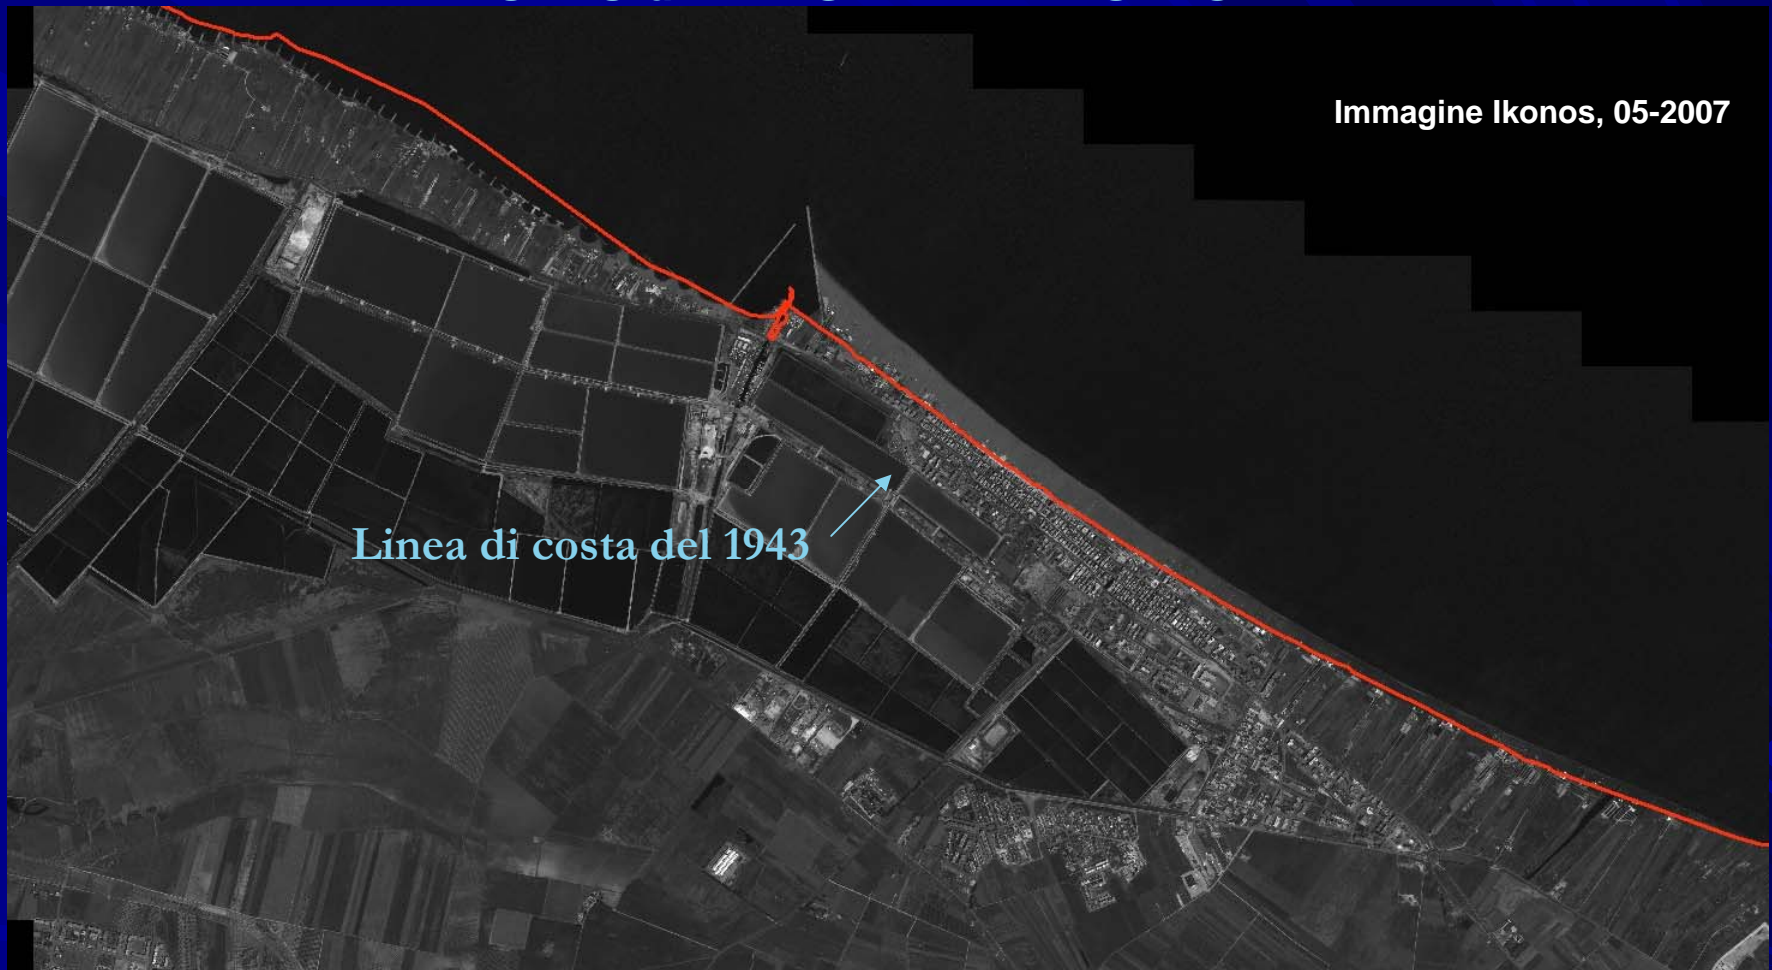 Immagine Ikonos, 05-2007
Linea di costa del 1943